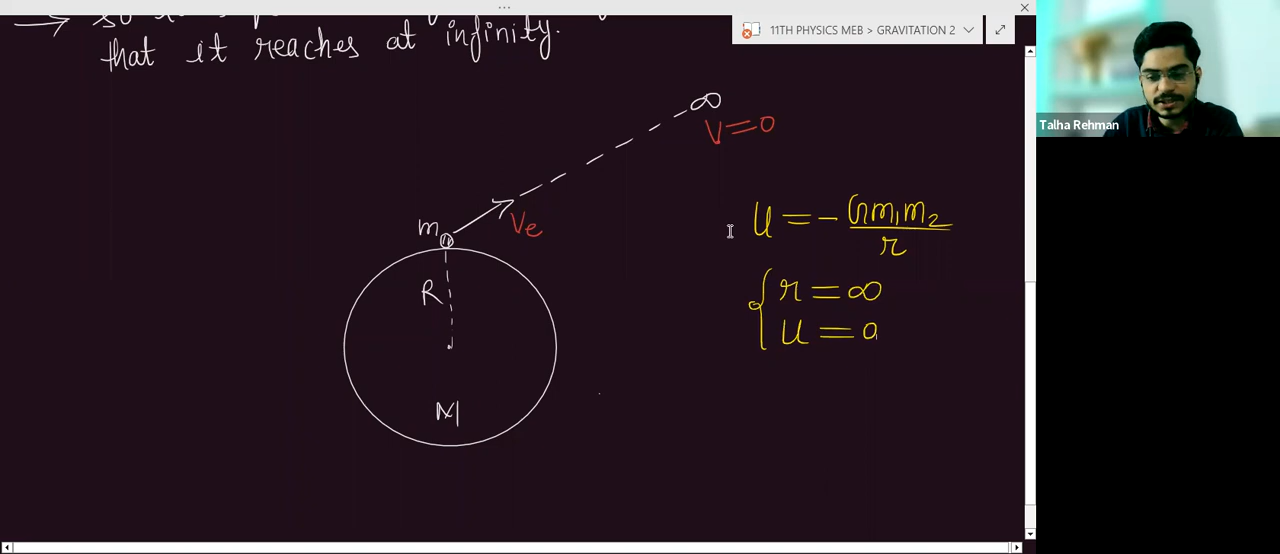 that it reaches at infinity.
11TH PHYSICS MEB > GRAVITATION 2
Talha Rehman
∞
V=0
m
Ve
R
M
U = - Gm1m2/r
r = ∞
U = 0